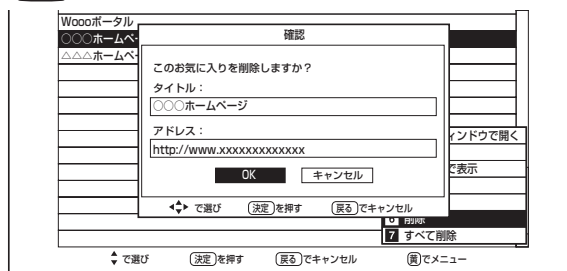 Woooポータル
○○○ホームペー
△△△ホームペー
確認
このお気に入りを削除しますか？
タイトル：
○○○ホームページ
アドレス：
http://www.xxxxxxxxxxxxx
OK キャンセル
で選び 決定を押す 戻るでキャンセル
ィンドウで開く
で表示
6 削除
7 すべて削除
で選び 決定を押す 戻るでキャンセル 黄でメニュー